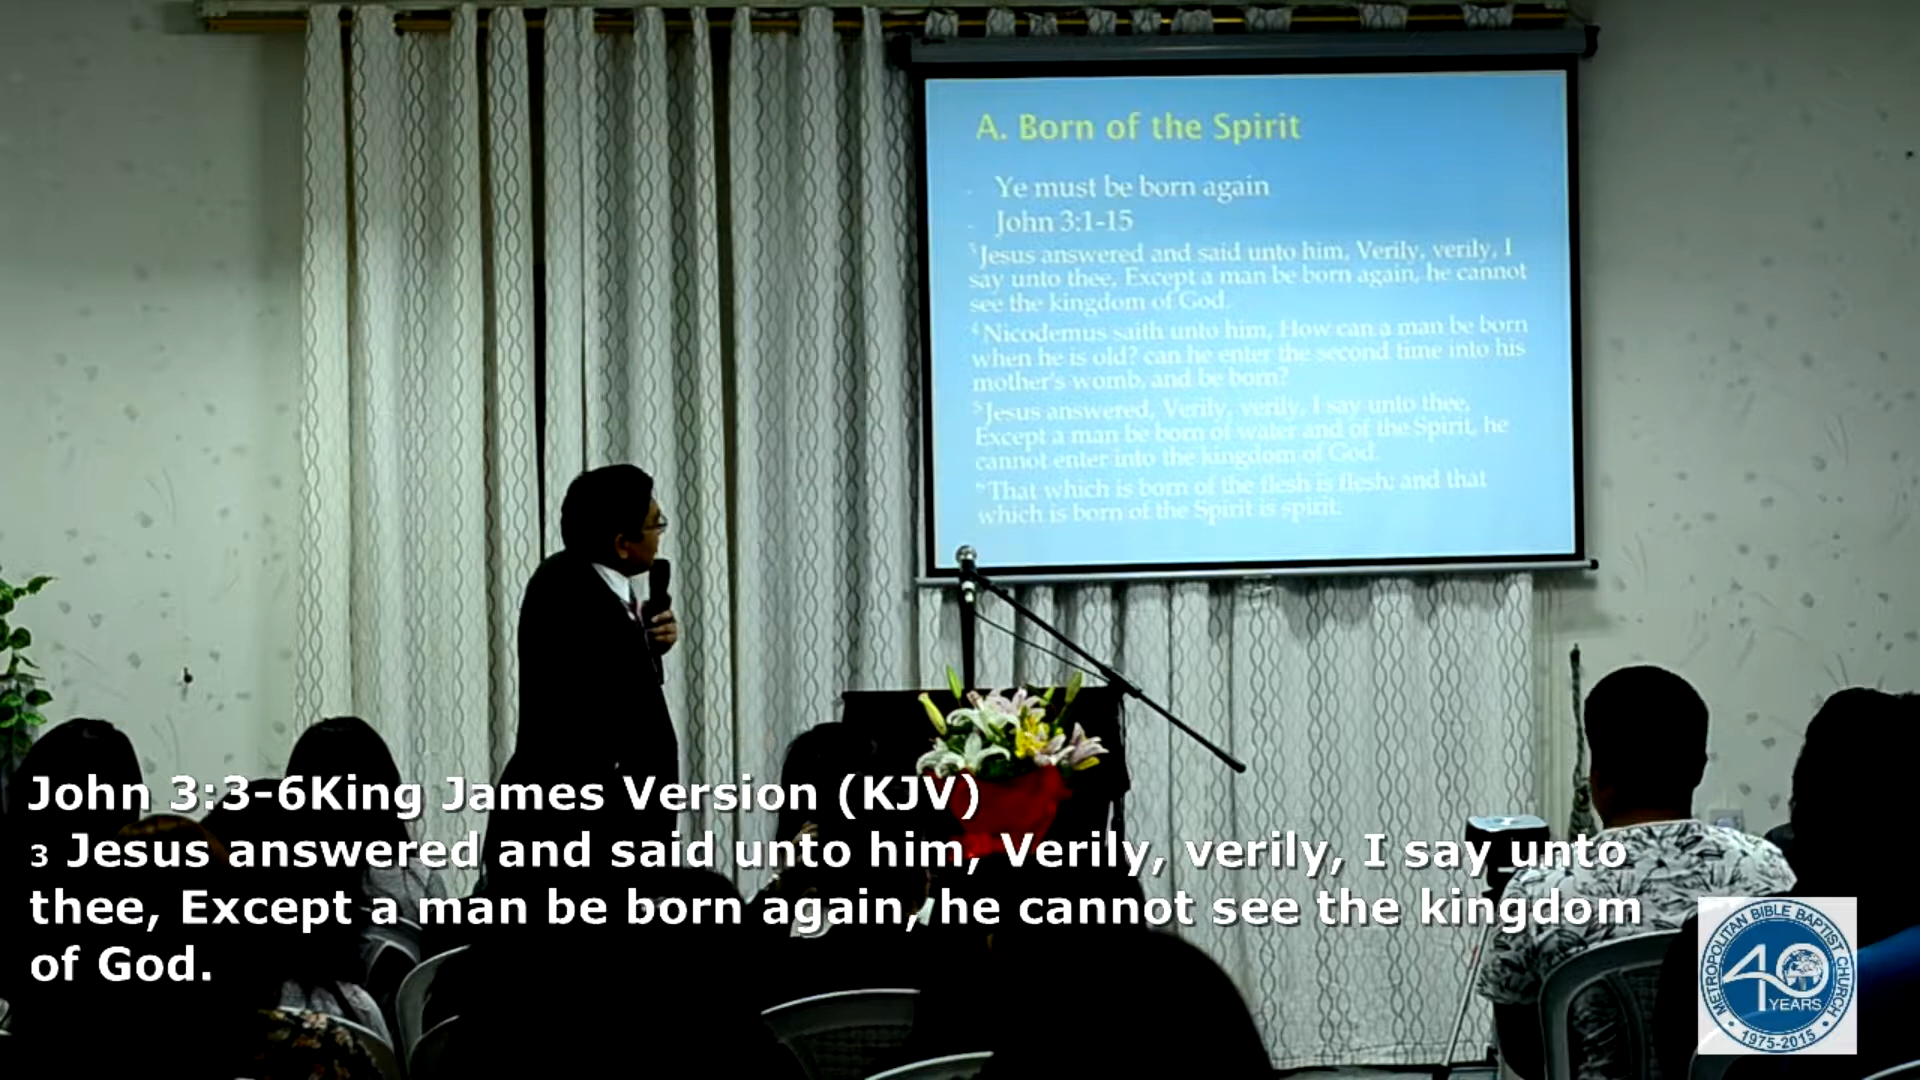 A. Born of the Spirit
- Ye must be born again
- John 3:1-15
3 Jesus answered and said unto him, Verily, verily, I
say unto thee, Except a man be born again, he cannot
see the kingdom of God.
4 Nicodemus saith unto him, How can a man be born
when he is old? can he enter the second time into his
mother's womb, and be born?
5 Jesus answered, Verily, verily, I say unto thee,
Except a man be born of water and of the Spirit, he
cannot enter into the kingdom of God.
6 That which is born of the flesh is flesh; and that
which is born of the Spirit is spirit.
John 3:3-6King James Version (KJV)
3 Jesus answered and said unto him, Verily, verily, I say unto
thee, Except a man be born again, he cannot see the kingdom
of God.
METROPOLITAN BIBLE BAPTIST CHURCH
40
YEARS
• 1975-2015 •